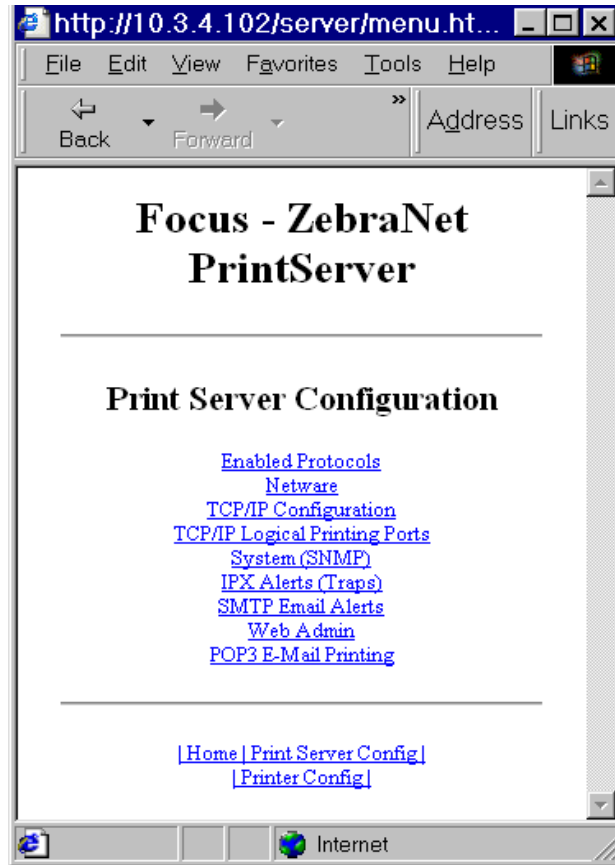 http://10.3.4.102/server/menu.ht...
File Edit View Favorites Tools Help
Back Forward » Address Links
Focus - ZebraNet
PrintServer
Print Server Configuration
Enabled Protocols
Netware
TCP/IP Configuration
TCP/IP Logical Printing Ports
System (SNMP)
IPX Alerts (Traps)
SMTP Email Alerts
Web Admin
POP3 E-Mail Printing
| Home | Print Server Config |
| Printer Config |
Internet